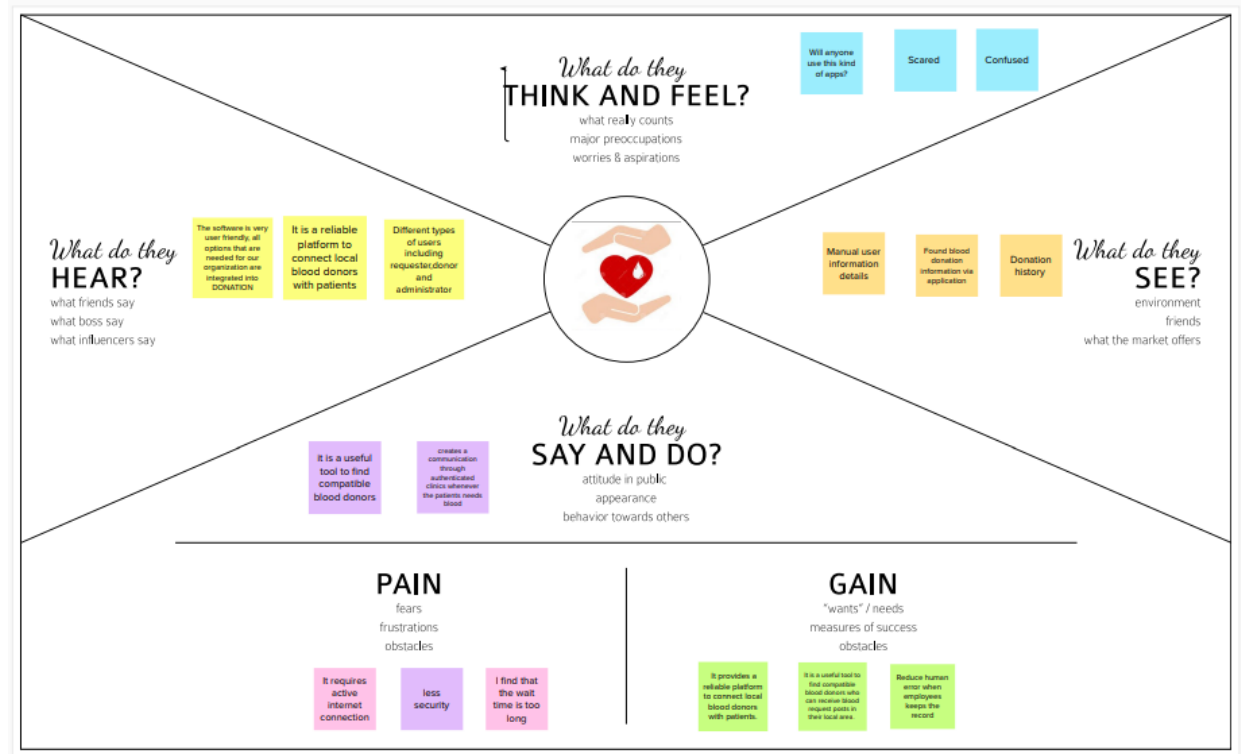 What do they
THINK AND FEEL?
what really counts
major preoccupations
worries & aspirations
Will anyone
use this kind
of apps?
Scared
Confused
What do they
HEAR?
what friends say
what boss say
what influencers say
The software is very
user friendly, all
options that are
needed for our
organization are
integrated into
DONATION
It is a reliable
platform to
connect local
blood donors
with patients
Different types
of users
including
requester,donor
and
administrator
Manual user
information
details
Found blood
donation
information via
application
Donation
history
What do they
SEE?
environment
friends
what the market offers
What do they
SAY AND DO?
attitude in public
appearance
behavior towards others
it is a useful
tool to find
compatible
blood donors
creates a
communication
through
authenticated
clinics whenever
the patients needs
blood
PAIN
fears
frustrations
obstacles
It requires
active
internet
connection
less
security
I find that
the wait
time is too
long
GAIN
"wants" / needs
measures of success
obstacles
It provides a
reliable platform
to connect local
blood donors
with patients.
It is a useful tool to
find compatible
blood donors who
can receive blood
request posts in
their local area.
Reduce human
error when
employees
keeps the
record